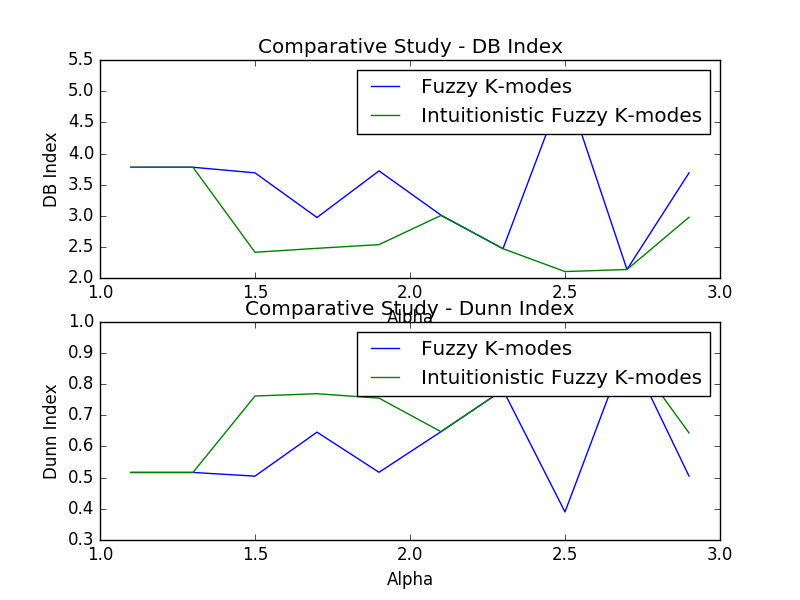 Comparative Study - DB Index
5.5
5.0
4.5
4.0
3.5
3.0
2.5
2.0
DB Index
Fuzzy K-modes
Intuitionistic Fuzzy K-modes
1.0 1.5 2.0 2.5 3.0
Alpha
Comparative Study - Dunn Index
1.0
0.9
0.8
0.7
0.6
0.5
0.4
0.3
Dunn Index
Fuzzy K-modes
Intuitionistic Fuzzy K-modes
1.0 1.5 2.0 2.5 3.0
Alpha